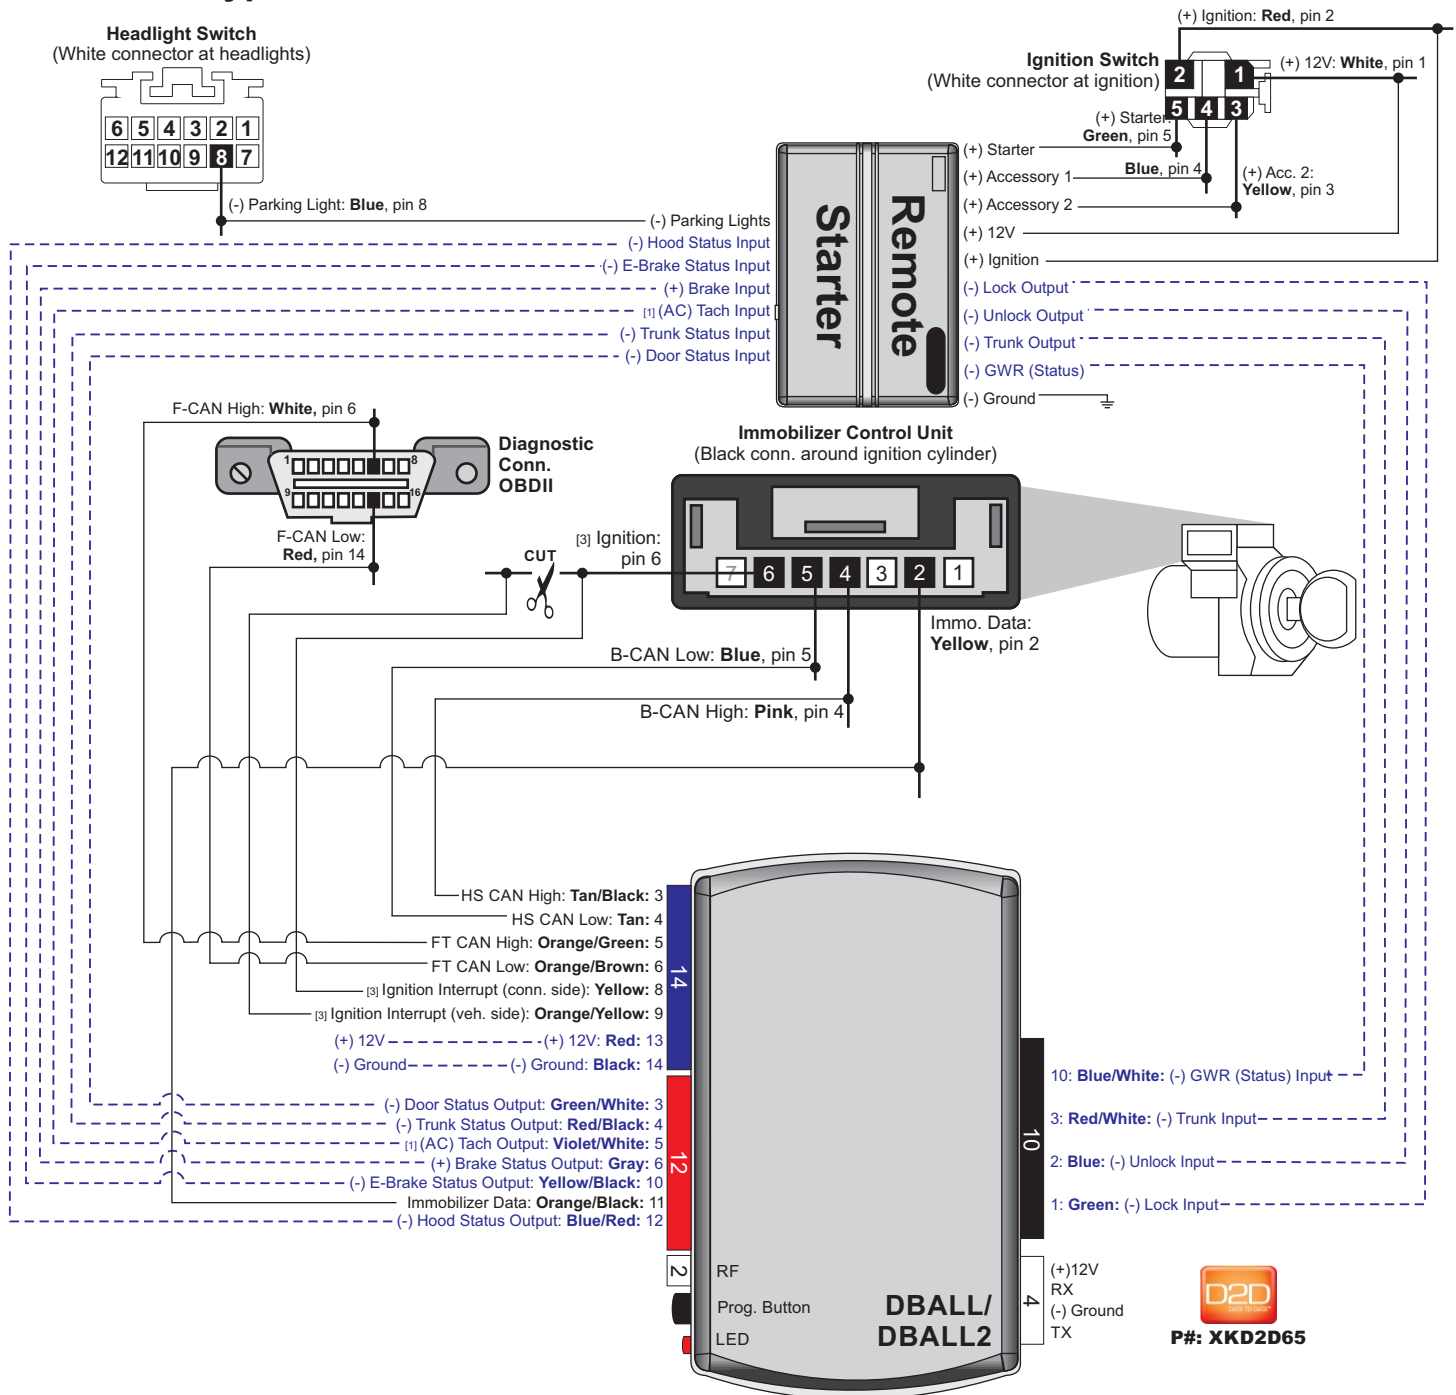 Headlight Switch
(White connector at headlights)
6 5 4 3 2 1
12 11 10 9 8 7
(-) Parking Light: Blue, pin 8
(+) Ignition: Red, pin 2
Ignition Switch
(White connector at ignition)
2 1
5 4 3
(+) 12V: White, pin 1
(+) Starter:
Green, pin 5
Blue, pin 4
(+) Acc. 2:
Yellow, pin 3
Remote
Starter
(-) Parking Lights
(-) Hood Status Input
(-) E-Brake Status Input
(+) Brake Input
[1] (AC) Tach Input
(-) Trunk Status Input
(-) Door Status Input
(+) Starter
(+) Accessory 1
(+) Accessory 2
(+) 12V
(+) Ignition
(-) Lock Output
(-) Unlock Output
(-) Trunk Output
(-) GWR (Status)
(-) Ground
F-CAN High: White, pin 6
1 8
9 16
Diagnostic
Conn.
OBDII
F-CAN Low:
Red, pin 14
CUT
[3] Ignition:
pin 6
Immobilizer Control Unit
(Black conn. around ignition cylinder)
7 6 5 4 3 2 1
Immo. Data:
Yellow, pin 2
B-CAN Low: Blue, pin 5
B-CAN High: Pink, pin 4
HS CAN High: Tan/Black: 3
HS CAN Low: Tan: 4
FT CAN High: Orange/Green: 5
FT CAN Low: Orange/Brown: 6
[3] Ignition Interrupt (conn. side): Yellow: 8
[3] Ignition Interrupt (veh. side): Orange/Yellow: 9
(+) 12V (+) 12V: Red: 13
(-) Ground (-) Ground: Black: 14
14
(-) Door Status Output: Green/White: 3
(-) Trunk Status Output: Red/Black: 4
[1] (AC) Tach Output: Violet/White: 5
(+) Brake Status Output: Gray: 6
(-) E-Brake Status Output: Yellow/Black: 10
Immobilizer Data: Orange/Black: 11
(-) Hood Status Output: Blue/Red: 12
12
10
10: Blue/White: (-) GWR (Status) Input
3: Red/White: (-) Trunk Input
2: Blue: (-) Unlock Input
1: Green: (-) Lock Input
2
RF
Prog. Button
LED
DBALL/
DBALL2
4
(+)12V
RX
(-) Ground
TX
D2D
DATA TO DATA
P#: XKD2D65